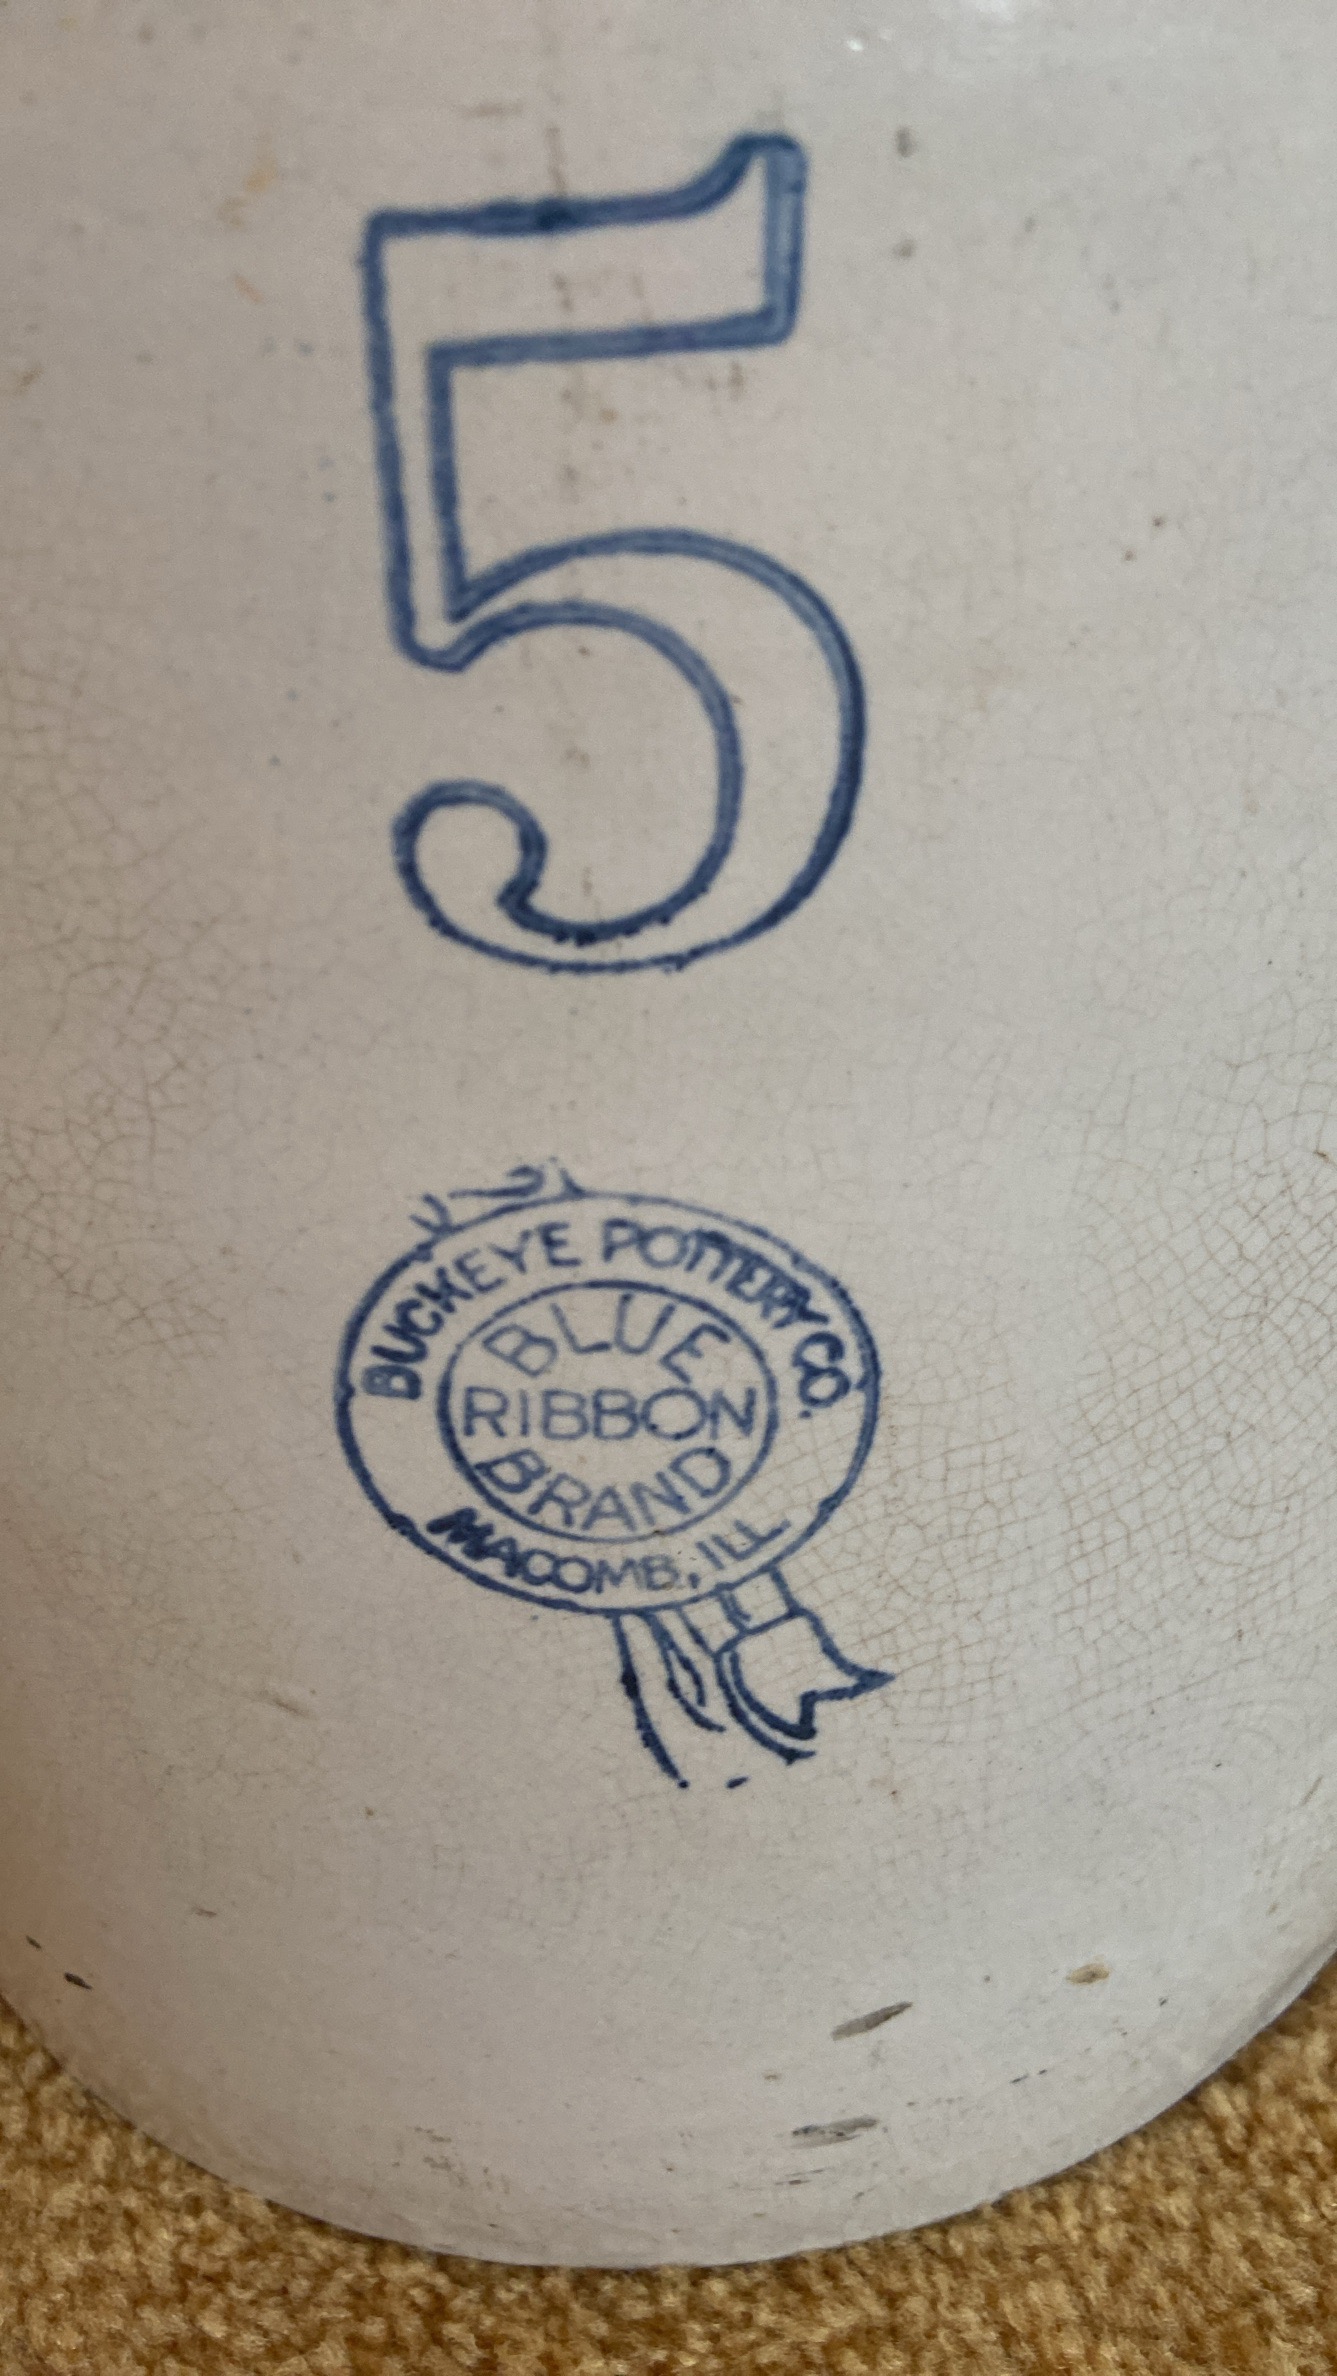 5
BUCKEYE POTTERY CO.
BLUE
RIBBON
BRAND
MACOMB, ILL